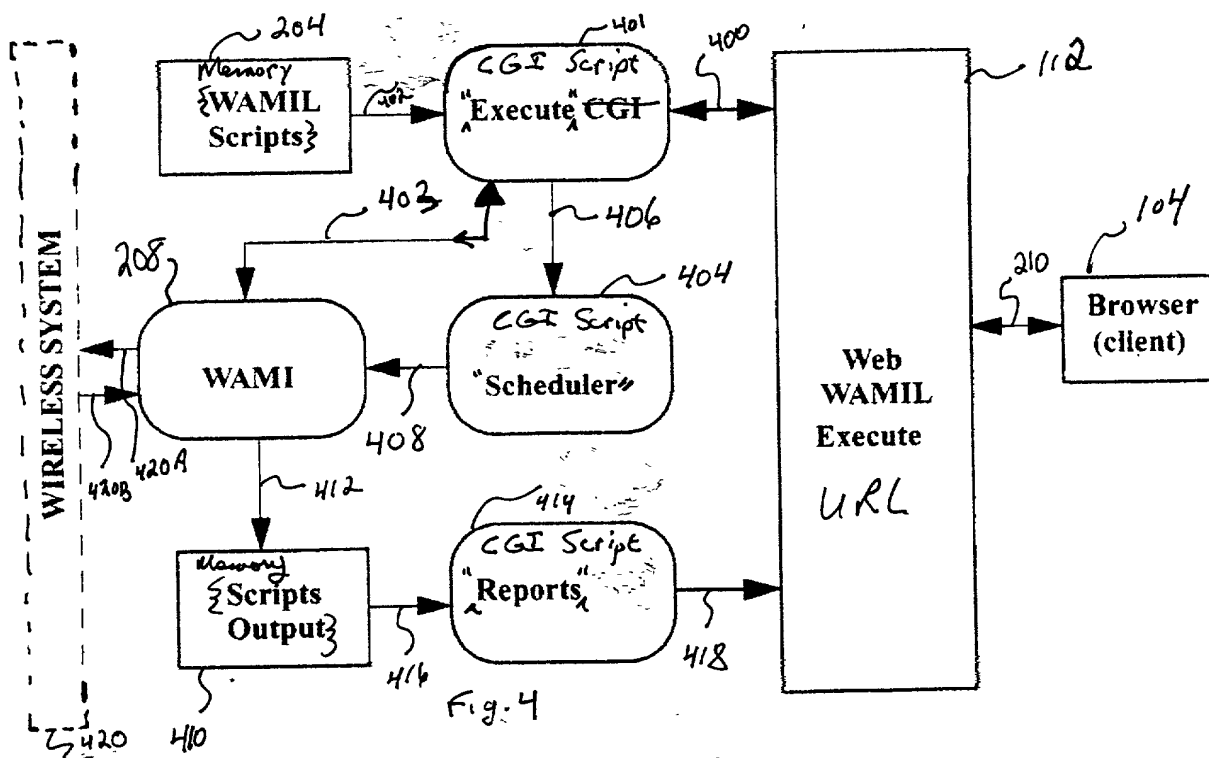 204
Memory
{WAMIL
Scripts}
402
401
CGI Script
"Execute" CGI
400
112
403
406
208
404
CGI Script
"Scheduler"
WAMI
408
WIRELESS SYSTEM
420A
420B
412
Web
WAMIL
Execute
URL
210
104
Browser
(client)
Memory
{Scripts
Output}
410
416
414
CGI Script
"Reports"
418
420
Fig. 4